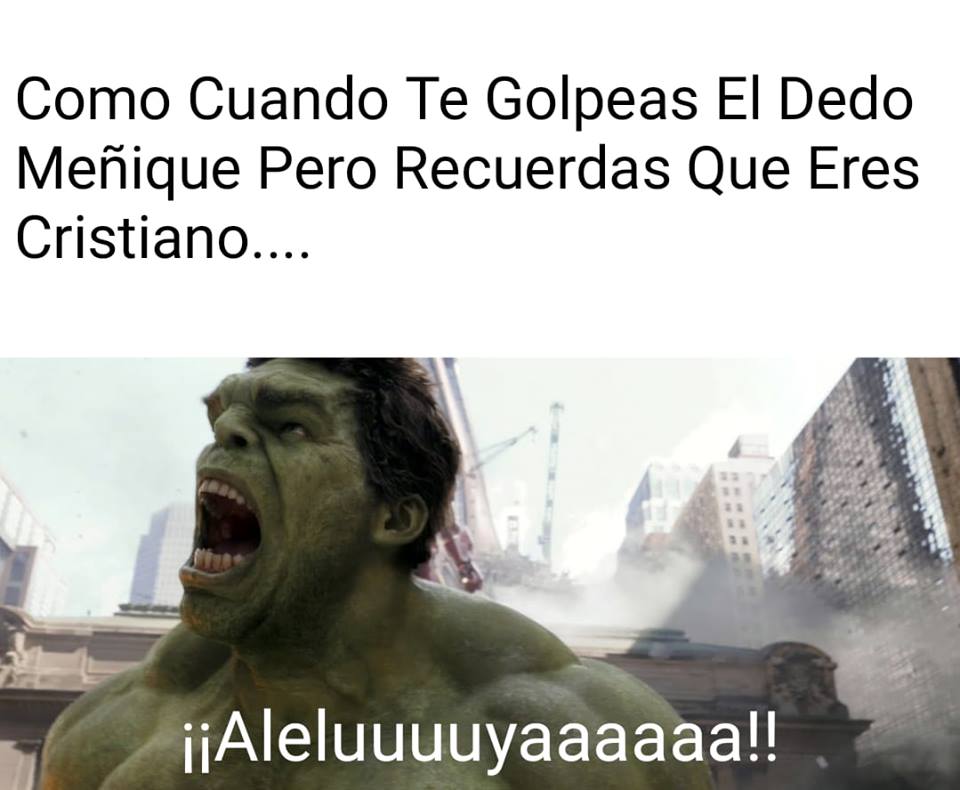 Como Cuando Te Golpeas El Dedo
Meñique Pero Recuerdas Que Eres
Cristiano....
¡¡Aleluuuuyaaaaaa!!